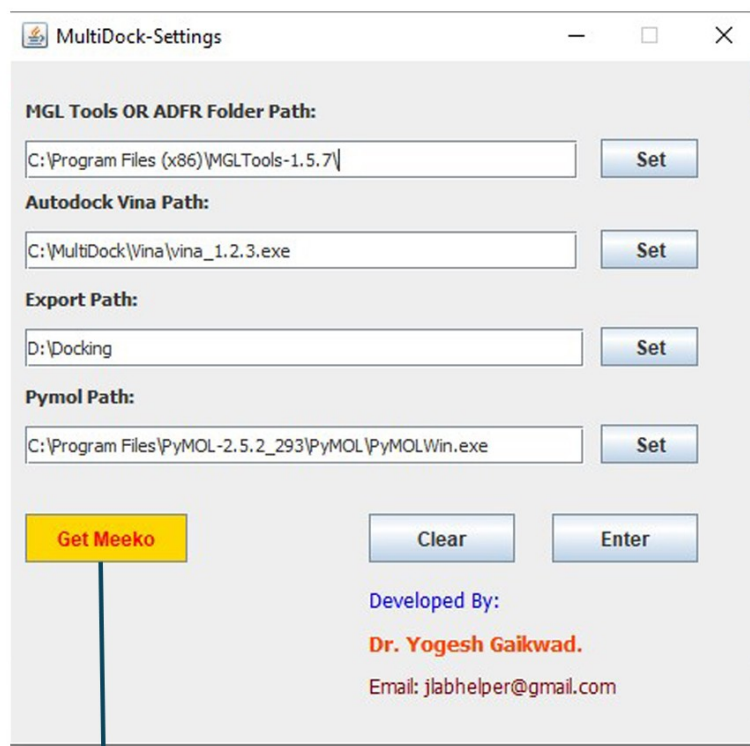 MultiDock-Settings
MGL Tools OR ADFR Folder Path:
C:\Program Files (x86)\MGLTools-1.5.7\
Set
Autodock Vina Path:
C:\MultiDock\Vina\vina_1.2.3.exe
Set
Export Path:
D:\Docking
Set
Pymol Path:
C:\Program Files\PyMOL-2.5.2_293\PyMOL\PyMOLWin.exe
Set
Get Meeko
Clear
Enter
Developed By:
Dr. Yogesh Gaikwad.
Email: jlabhelper@gmail.com